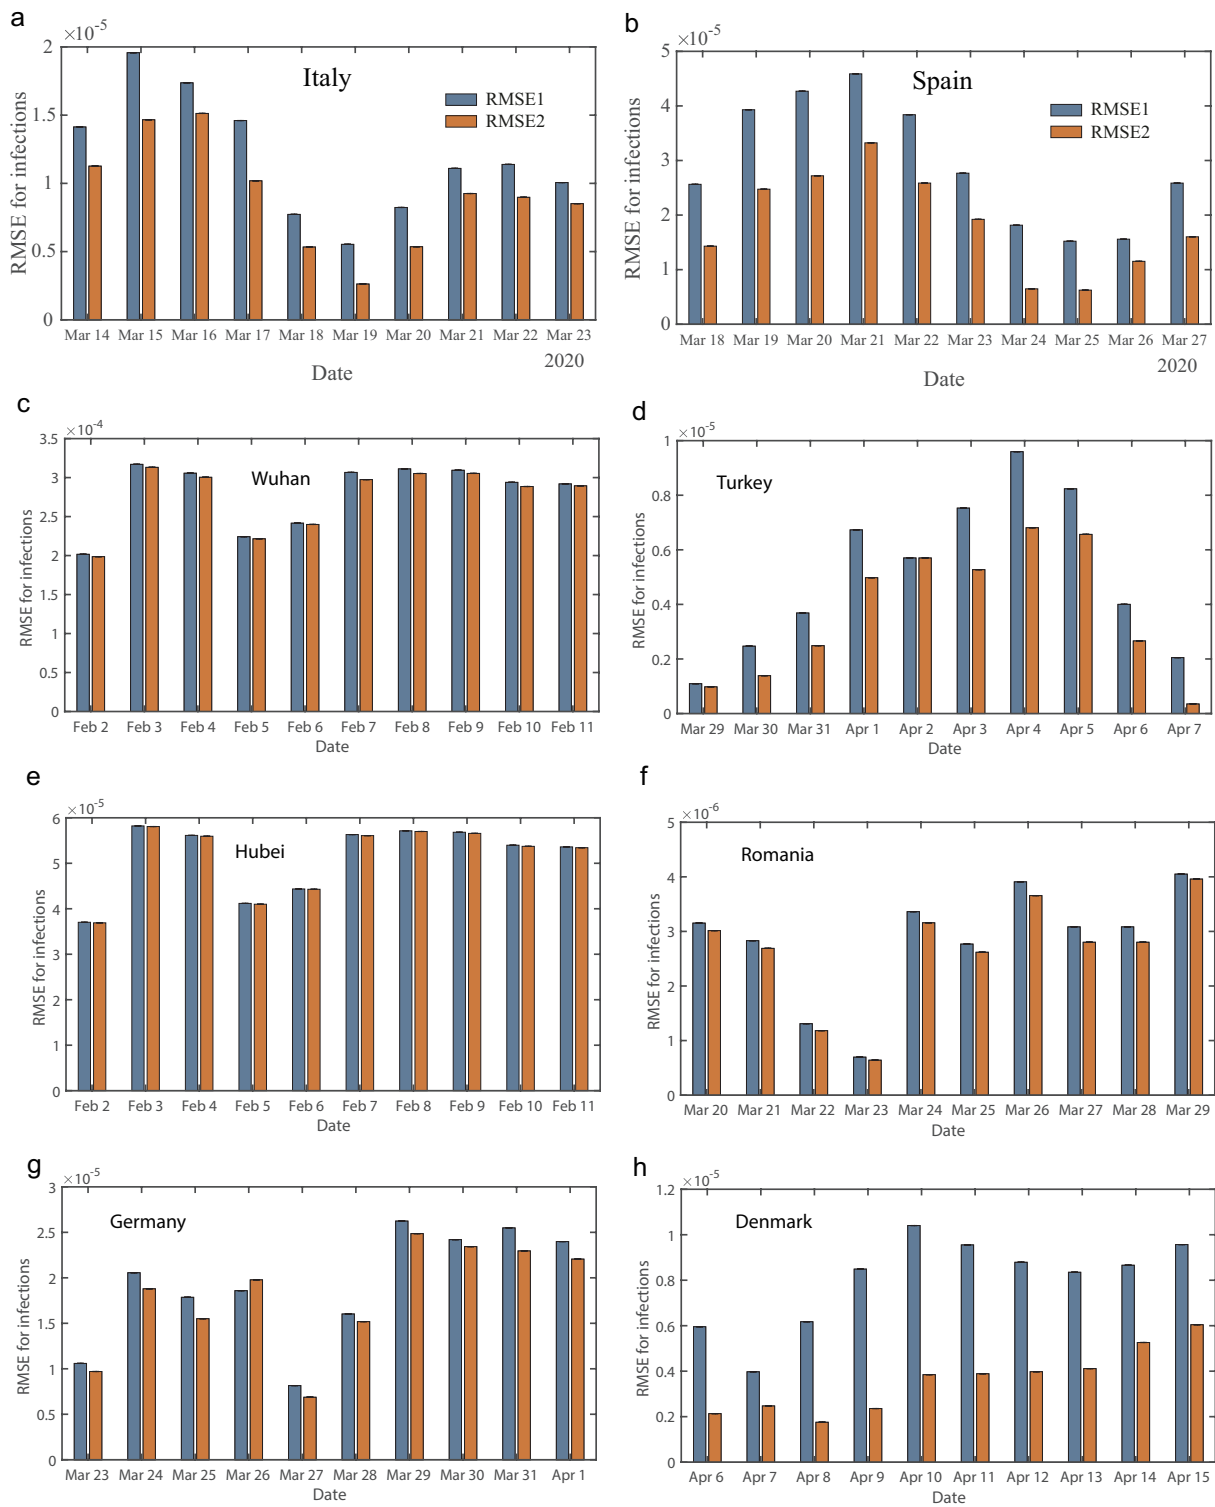 a
×10-5
2
1.5
1
0.5
0
RMSE for infections
Italy
RMSE1
RMSE2
Mar 14 Mar 15 Mar 16 Mar 17 Mar 18 Mar 19 Mar 20 Mar 21 Mar 22 Mar 23
2020
Date
b
×10-5
5
4
3
2
1
0
RMSE for infections
Spain
RMSE1
RMSE2
Mar 18 Mar 19 Mar 20 Mar 21 Mar 22 Mar 23 Mar 24 Mar 25 Mar 26 Mar 27
2020
Date
c
×10-4
3.5
3
2.5
2
1.5
1
0.5
0
RMSE for infections
Wuhan
Feb 2 Feb 3 Feb 4 Feb 5 Feb 6 Feb 7 Feb 8 Feb 9 Feb 10 Feb 11
Date
d
×10-5
1
0.8
0.6
0.4
0.2
0
RMSE for infections
Turkey
Mar 29 Mar 30 Mar 31 Apr 1 Apr 2 Apr 3 Apr 4 Apr 5 Apr 6 Apr 7
Date
e
×10-5
6
5
4
3
2
1
0
RMSE for infections
Hubei
Feb 2 Feb 3 Feb 4 Feb 5 Feb 6 Feb 7 Feb 8 Feb 9 Feb 10 Feb 11
Date
f
×10-6
5
4
3
2
1
0
RMSE for infections
Romania
Mar 20 Mar 21 Mar 22 Mar 23 Mar 24 Mar 25 Mar 26 Mar 27 Mar 28 Mar 29
Date
g
×10-5
3
2.5
2
1.5
1
0.5
0
RMSE for infections
Germany
Mar 23 Mar 24 Mar 25 Mar 26 Mar 27 Mar 28 Mar 29 Mar 30 Mar 31 Apr 1
Date
h
×10-5
1.2
1
0.8
0.6
0.4
0.2
0
RMSE for infections
Denmark
Apr 6 Apr 7 Apr 8 Apr 9 Apr 10 Apr 11 Apr 12 Apr 13 Apr 14 Apr 15
Date